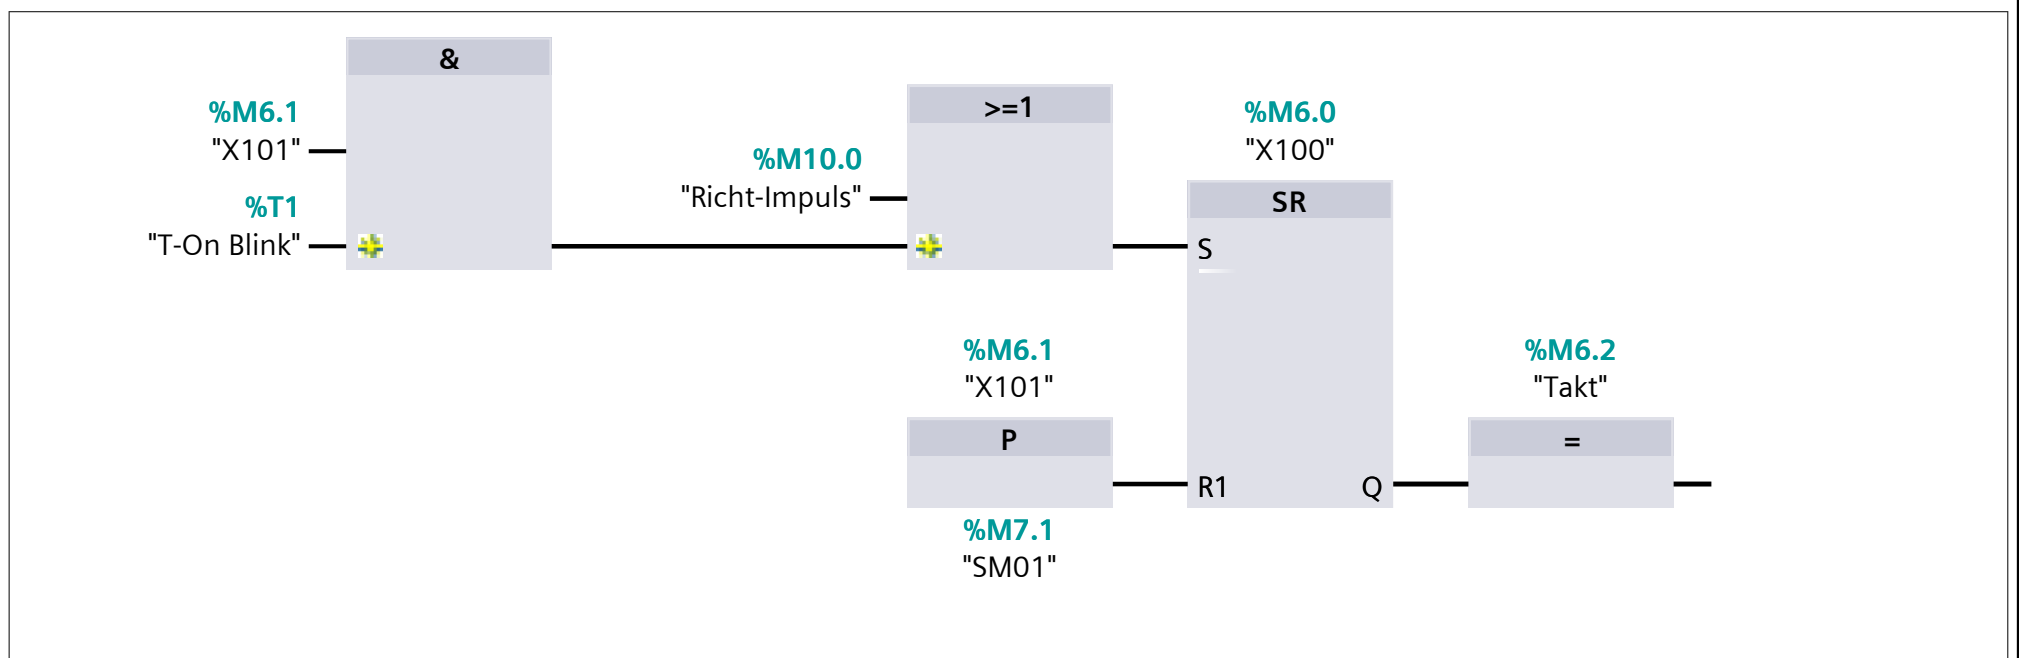 &
%M6.1
"X101"
%T1
"T-On Blink"
>=1
%M10.0
"Richt-Impuls"
%M6.0
"X100"
SR
S
R1
Q
%M6.1
"X101"
P
%M7.1
"SM01"
%M6.2
"Takt"
=